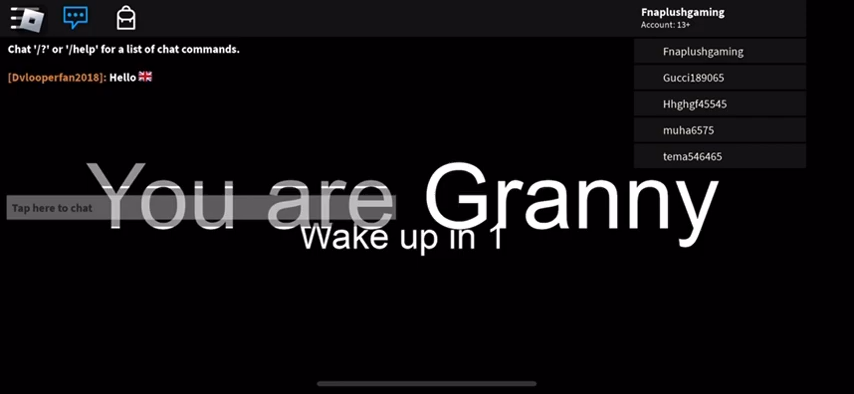 Fnaplushgaming
Account: 13+
Chat '/?' or '/help' for a list of chat commands.
[Dvlooperfan2018]: Hello 🇬🇧
Fnaplushgaming
Gucci189065
Hhghgf45545
muha6575
tema546465
You are Granny
Tap here to chat
Wake up in 1